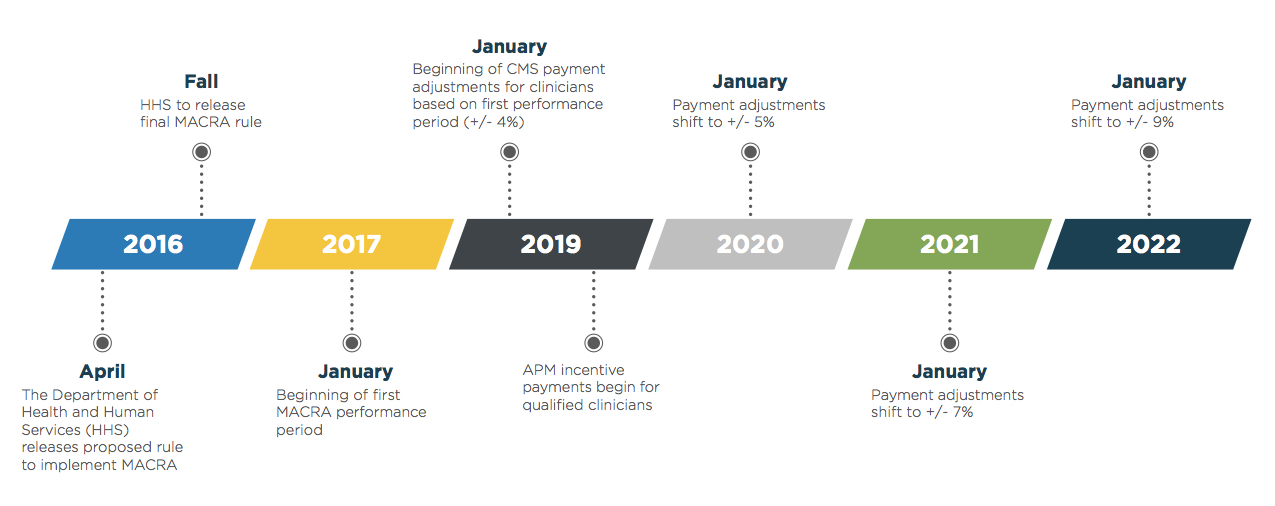 January
Beginning of CMS payment
adjustments for clinicians
based on first performance
period (+/- 4%)
Fall
HHS to release
final MACRA rule
January
Payment adjustments
shift to +/- 5%
January
Payment adjustments
shift to +/- 9%
2016
2017
2019
2020
2021
2022
April
The Department of
Health and Human
Services (HHS)
releases proposed rule
to implement MACRA
January
Beginning of first
MACRA performance
period
APM incentive
payments begin for
qualified clinicians
January
Payment adjustments
shift to +/- 7%